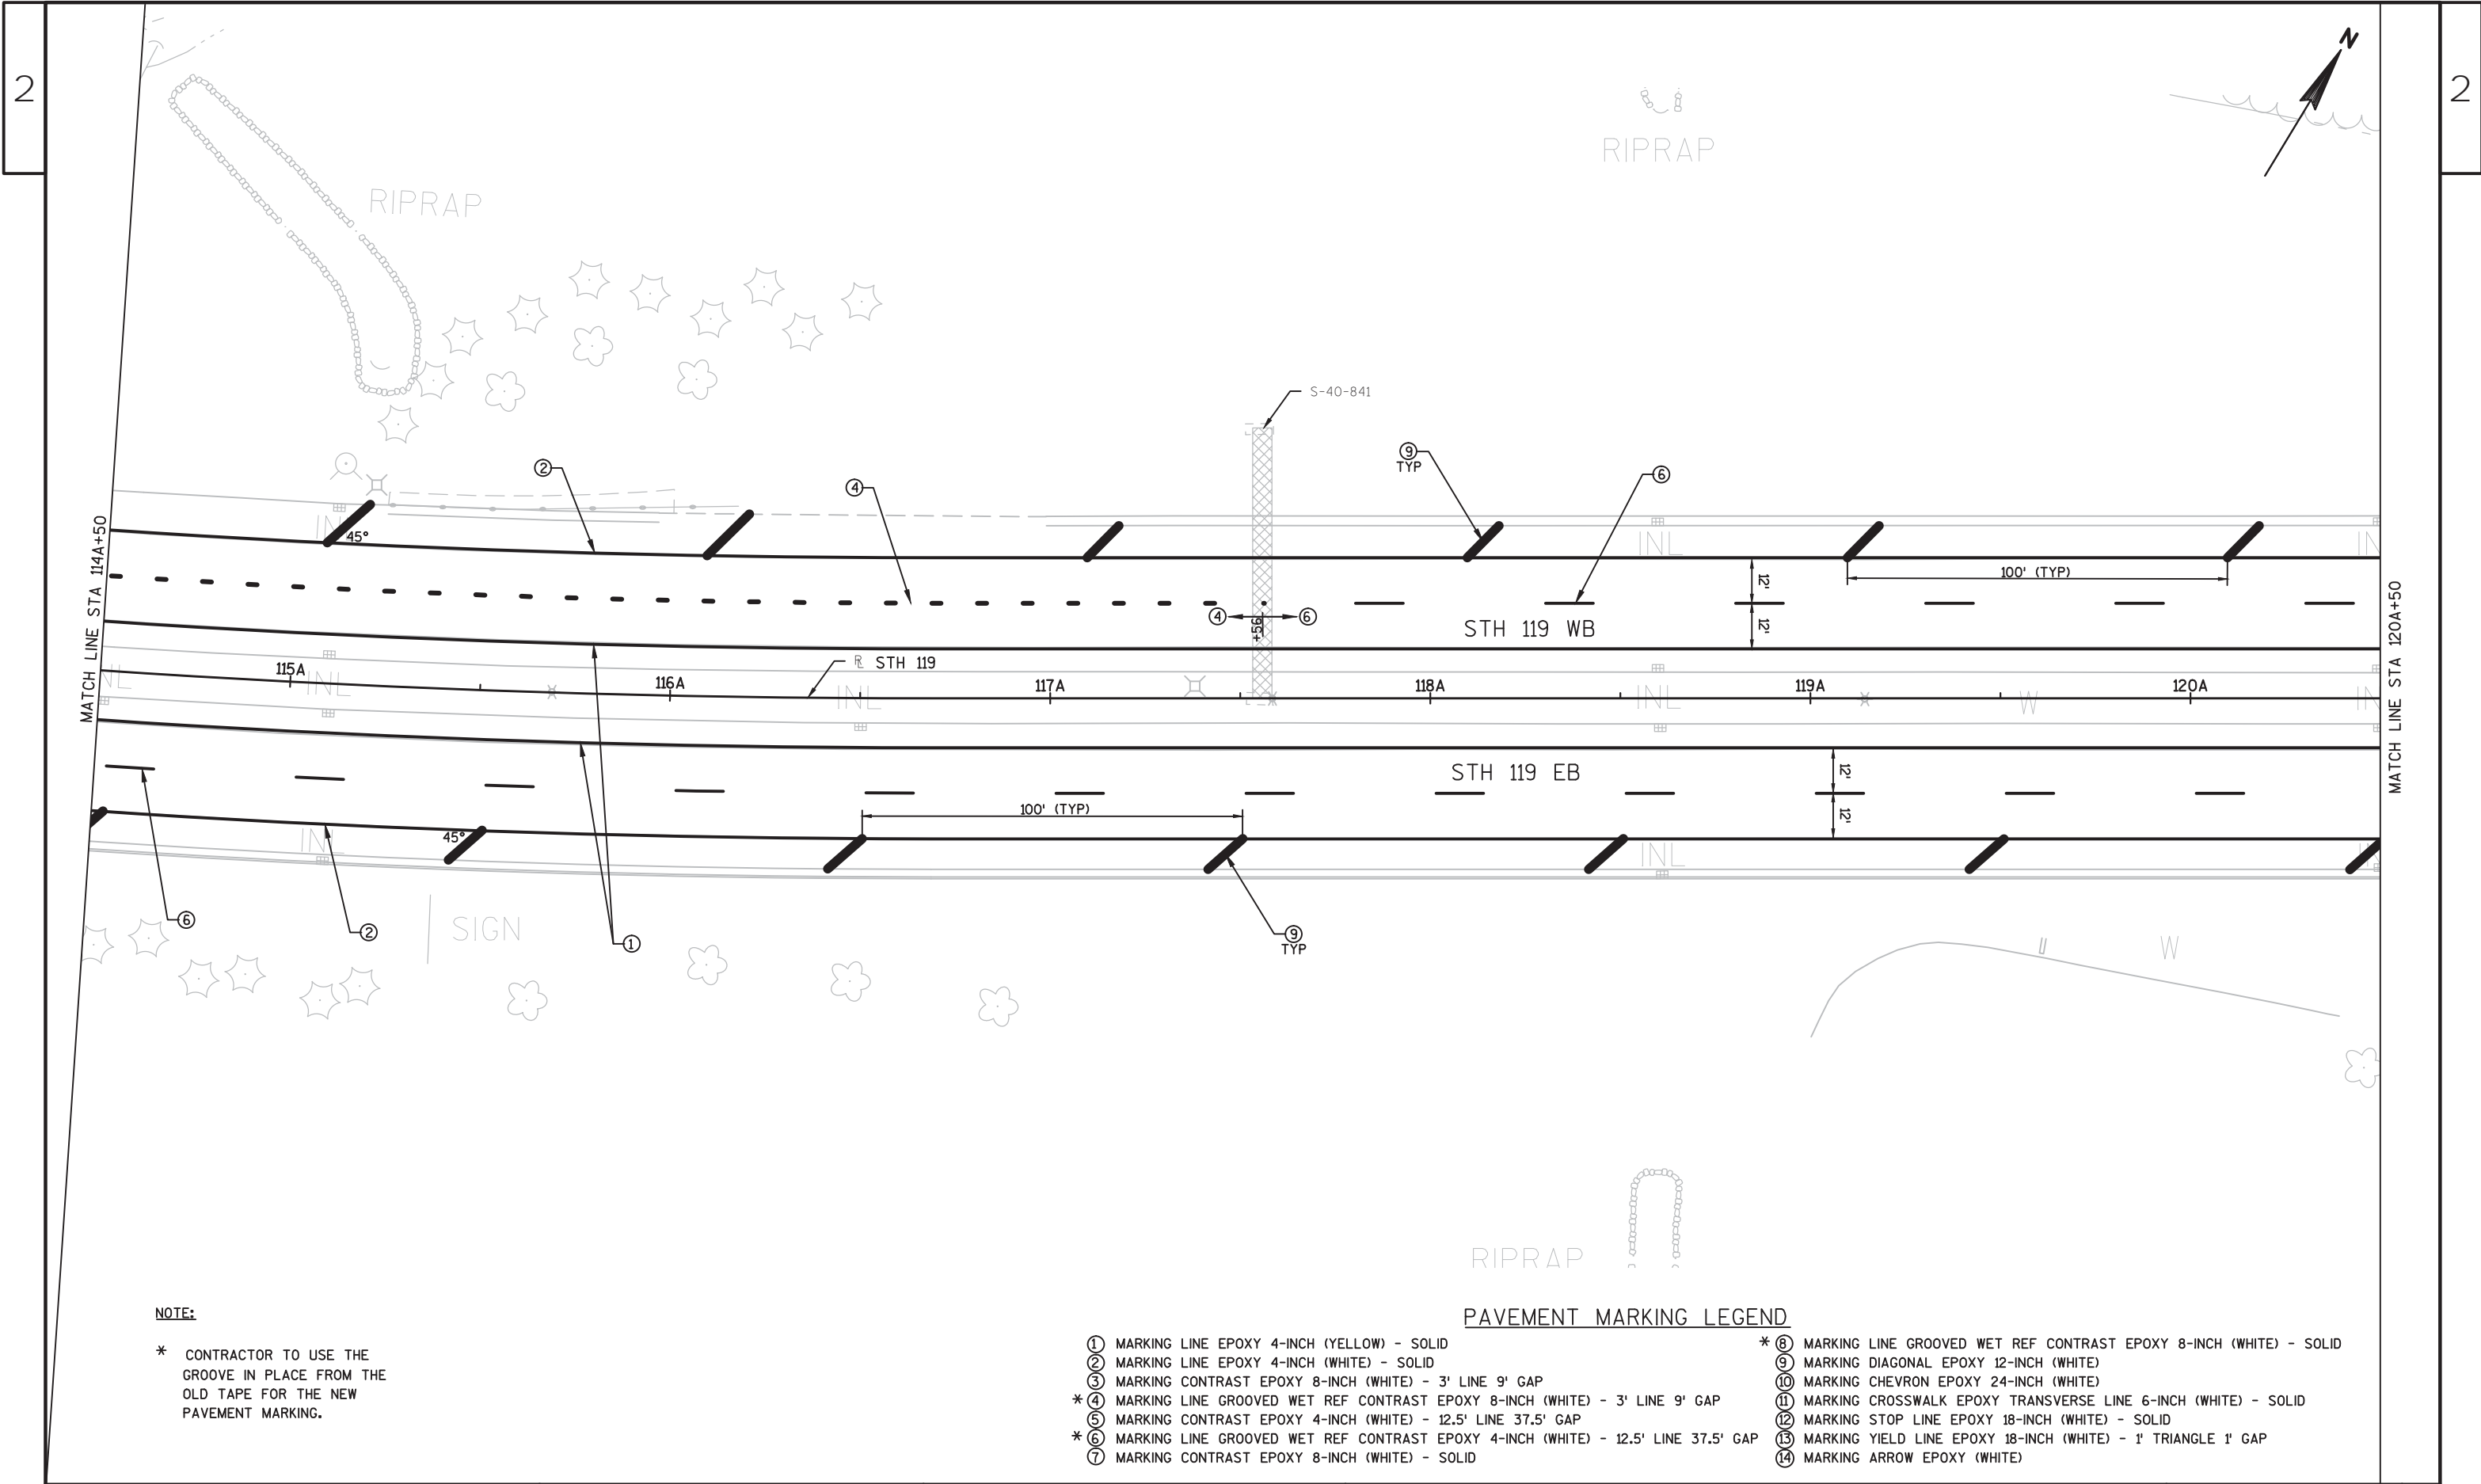 2
2
N
RIPRAP
RIPRAP
S-40-841
2
4
9
TYP
6
INL
45°
INL
INL
100' (TYP)
12'
12'
4
6
+56
STH 119 WB
MATCH LINE STA 114A+50
MATCH LINE STA 120A+50
R STH 119
115A
116A
117A
118A
119A
120A
INL
INL
INL
INL
INL
W
STH 119 EB
12'
12'
100' (TYP)
45°
INL
INL
INL
6
2
SIGN
1
9
TYP
W
RIPRAP
NOTE:
* CONTRACTOR TO USE THE
GROOVE IN PLACE FROM THE
OLD TAPE FOR THE NEW
PAVEMENT MARKING.
PAVEMENT MARKING LEGEND
1 MARKING LINE EPOXY 4-INCH (YELLOW) - SOLID
2 MARKING LINE EPOXY 4-INCH (WHITE) - SOLID
3 MARKING CONTRAST EPOXY 8-INCH (WHITE) - 3' LINE 9' GAP
* 4 MARKING LINE GROOVED WET REF CONTRAST EPOXY 8-INCH (WHITE) - 3' LINE 9' GAP
5 MARKING CONTRAST EPOXY 4-INCH (WHITE) - 12.5' LINE 37.5' GAP
* 6 MARKING LINE GROOVED WET REF CONTRAST EPOXY 4-INCH (WHITE) - 12.5' LINE 37.5' GAP
7 MARKING CONTRAST EPOXY 8-INCH (WHITE) - SOLID
* 8 MARKING LINE GROOVED WET REF CONTRAST EPOXY 8-INCH (WHITE) - SOLID
9 MARKING DIAGONAL EPOXY 12-INCH (WHITE)
10 MARKING CHEVRON EPOXY 24-INCH (WHITE)
11 MARKING CROSSWALK EPOXY TRANSVERSE LINE 6-INCH (WHITE) - SOLID
12 MARKING STOP LINE EPOXY 18-INCH (WHITE) - SOLID
13 MARKING YIELD LINE EPOXY 18-INCH (WHITE) - 1' TRIANGLE 1' GAP
14 MARKING ARROW EPOXY (WHITE)